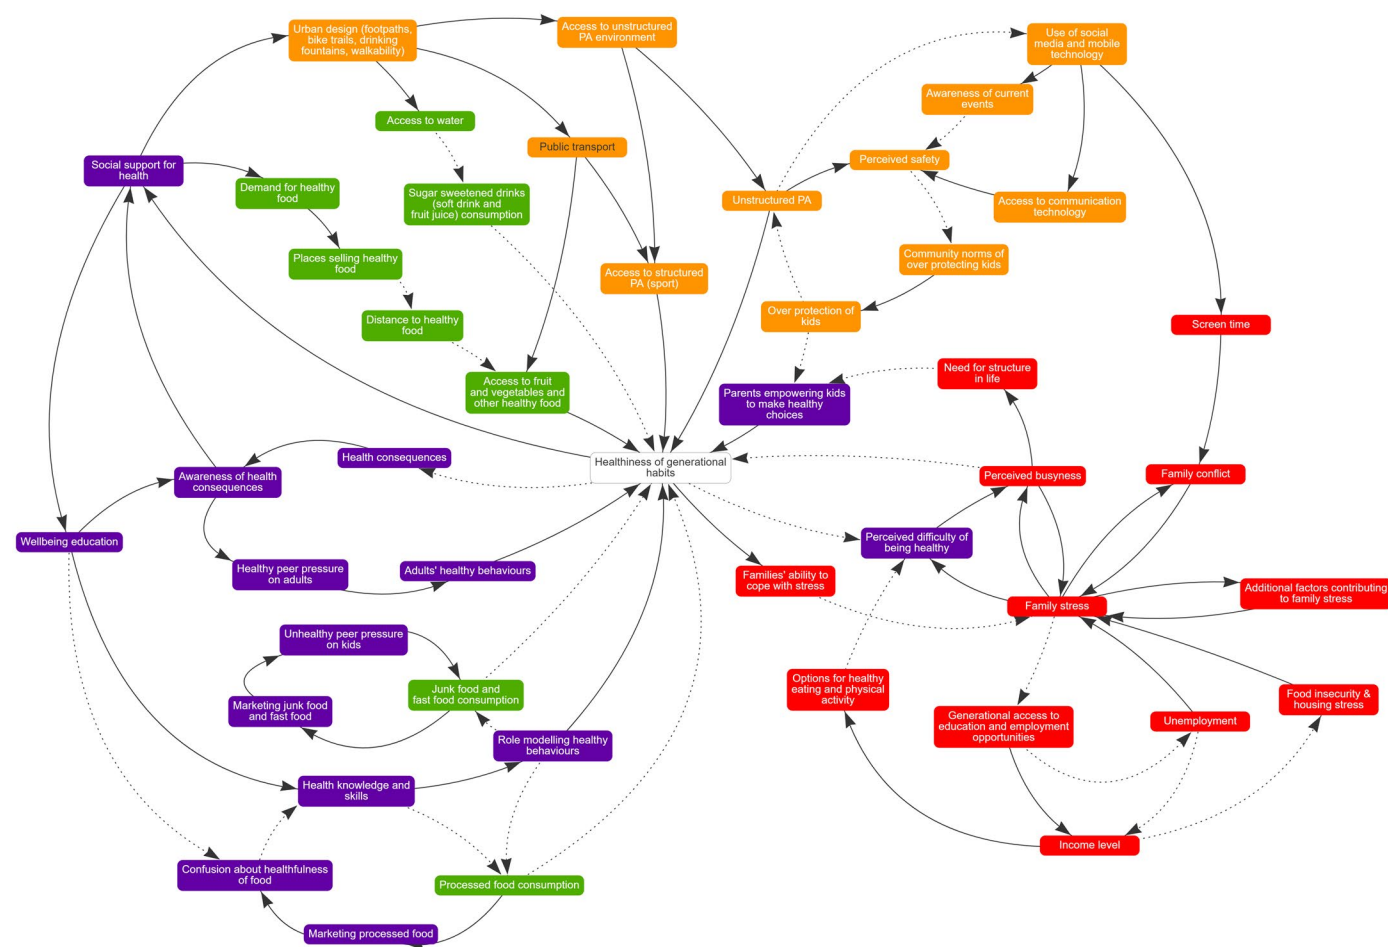 Urban design (footpaths,
bike trails, drinking
fountains, walkability)
Access to unstructured
PA environment
Use of social
media and mobile
technology
Awareness of current
events
Access to water
Public transport
Perceived safety
Social support for
health
Demand for healthy
food
Sugar sweetened drinks
(soft drink and
fruit juice) consumption
Unstructured PA
Access to communication
technology
Places selling healthy
food
Community norms of
over protecting kids
Access to structured
PA (sport)
Distance to healthy
food
Over protection of
kids
Screen time
Access to fruit
and vegetables and
other healthy food
Parents empowering kids
to make healthy
choices
Need for structure
in life
Health consequences
Healthiness of generational
habits
Awareness of health
consequences
Perceived busyness
Family conflict
Wellbeing education
Perceived difficulty of
being healthy
Healthy peer pressure
on adults
Adults' healthy behaviours
Families' ability to
cope with stress
Family stress
Additional factors contributing
to family stress
Unhealthy peer pressure
on kids
Junk food and
fast food consumption
Marketing junk food
and fast food
Options for healthy
eating and physical
activity
Food insecurity &
housing stress
Generational access to
education and employment
opportunities
Unemployment
Role modelling healthy
behaviours
Health knowledge and
skills
Income level
Confusion about healthfulness
of food
Processed food consumption
Marketing processed food